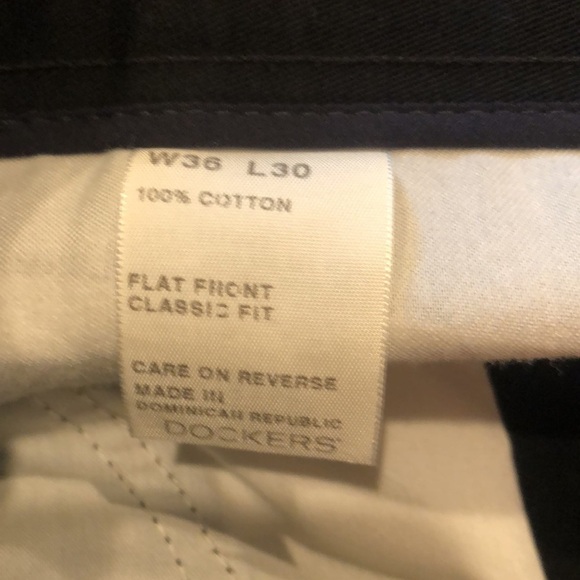 W36 L30
100% COTTON
FLAT FRONT
CLASSIC FIT
CARE ON REVERSE
MADE IN
DOMINICAN REPUBLIC
DOCKERS®